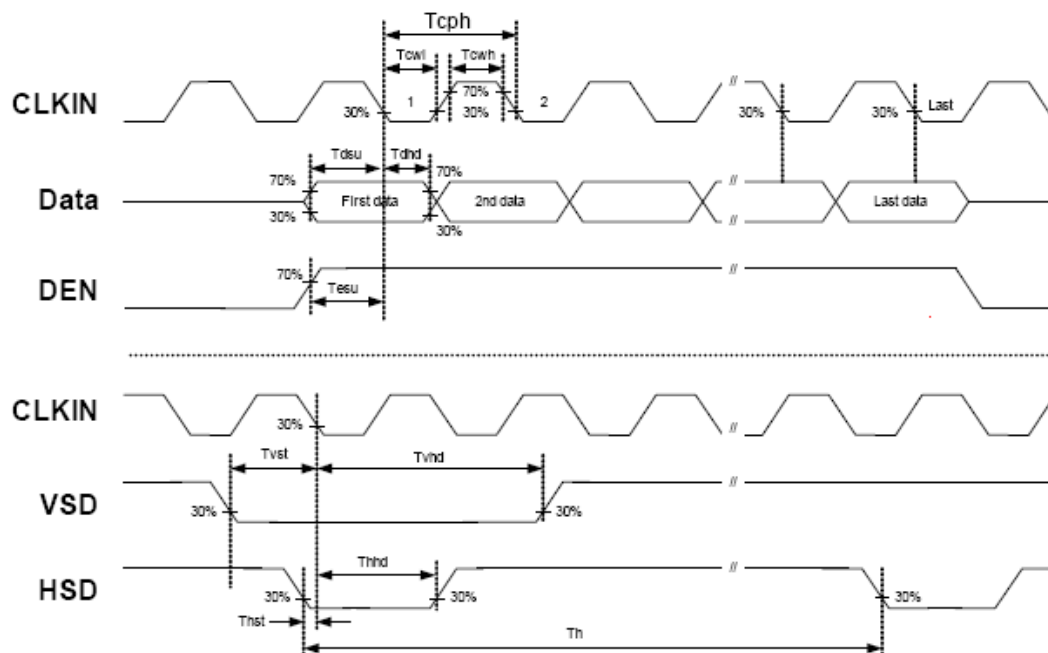 Tcph
Tcwl Tcwh
CLKIN 30% 1 70% 30% 2 // 30% 30% Last
Tdsu Tdhd
70% 70% //
Data First data 2nd data Last data
30% 30% //
DEN 70% //
Tesu
CLKIN 30% //
Tvst Tvhd
VSD 30% 30% //
Thhd
HSD 30% 30% // 30%
Thst
Th